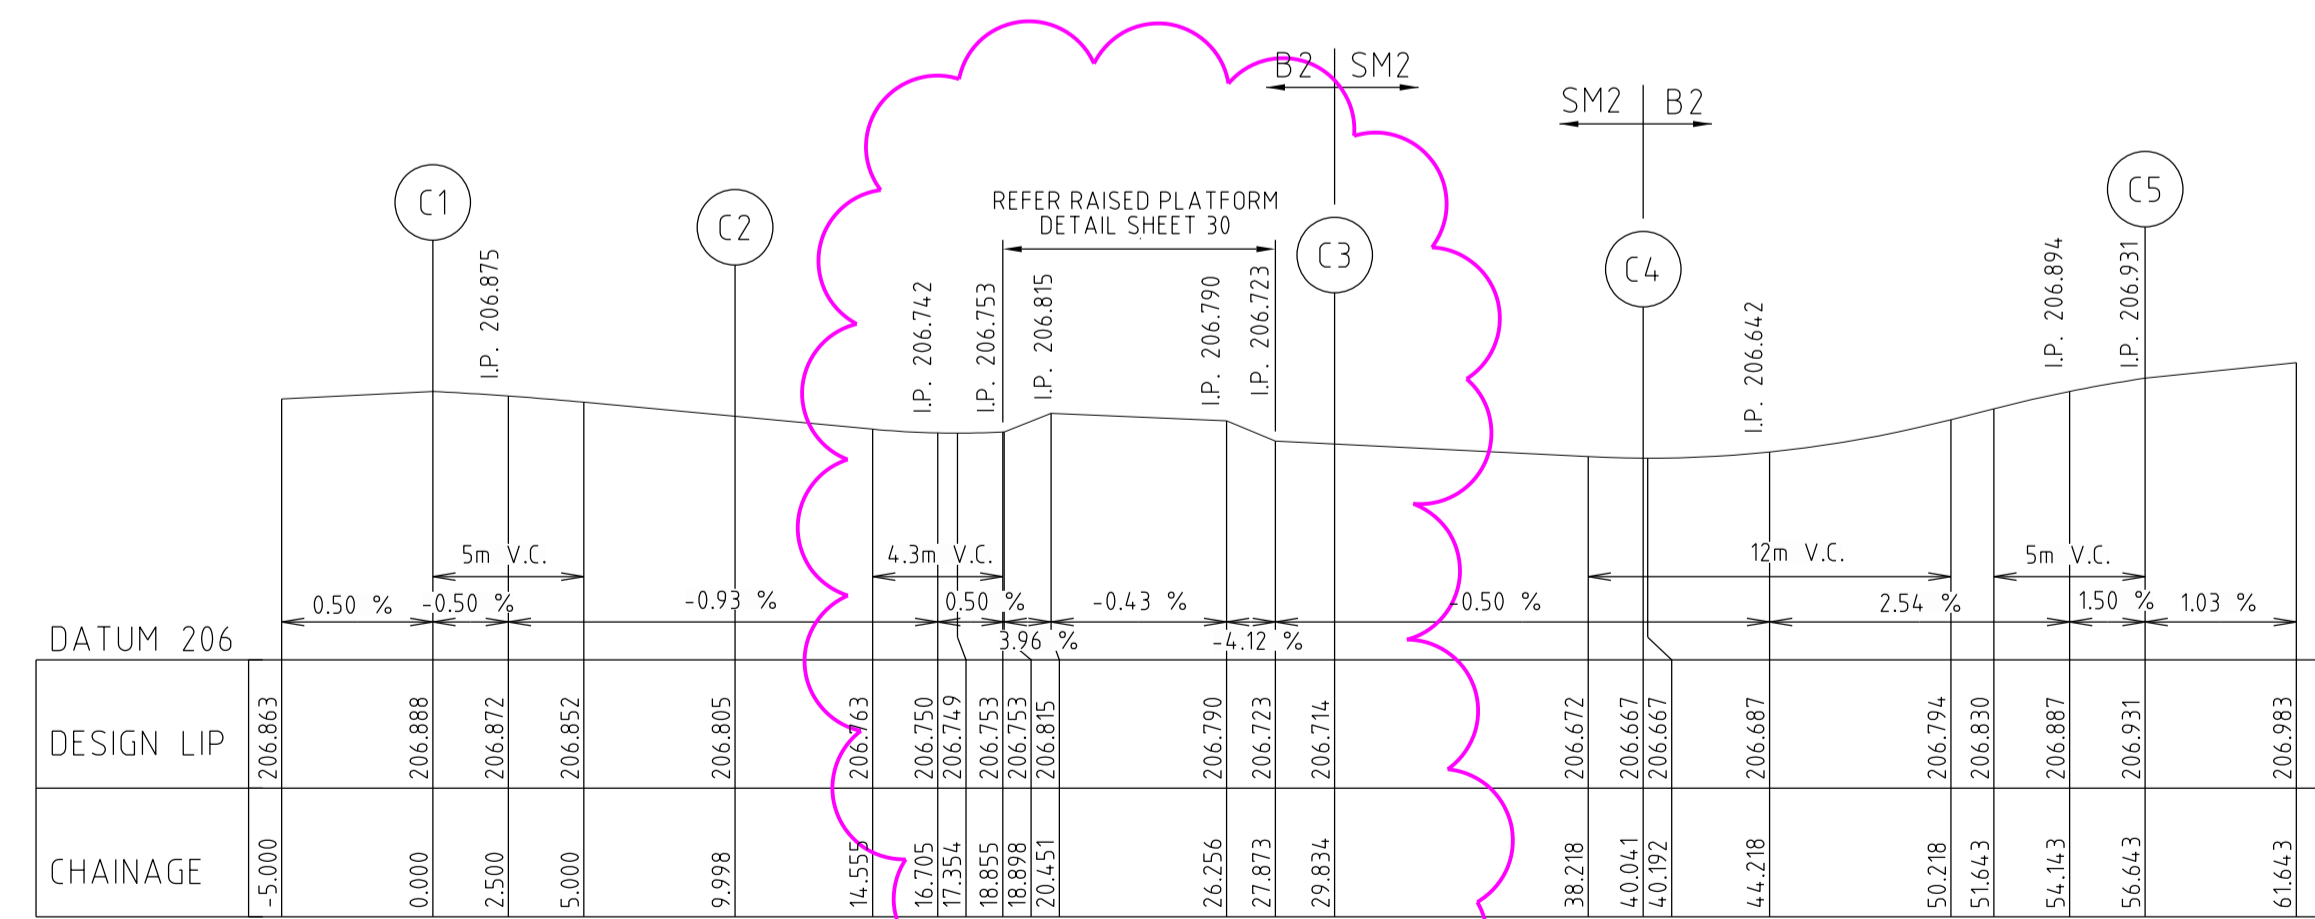 B2 SM2
SM2 B2
C1
C2
C3
C4
C5
REFER RAISED PLATFORM
DETAIL SHEET 30
I.P. 206.875
I.P. 206.742
I.P. 206.753
I.P. 206.815
I.P. 206.790
I.P. 206.723
I.P. 206.642
I.P. 206.894
I.P. 206.931
5m V.C.
4.3m V.C.
12m V.C.
5m V.C.
0.50 %
-0.50 %
-0.93 %
0.50 %
3.96 %
-0.43 %
-4.12 %
-0.50 %
2.54 %
1.50 %
1.03 %
DATUM 206
DESIGN LIP
206.863
206.888
206.872
206.852
206.805
206.763
206.750
206.749
206.753
206.753
206.815
206.790
206.723
206.714
206.672
206.667
206.667
206.687
206.794
206.830
206.887
206.931
206.983
CHAINAGE
-5.000
0.000
2.500
5.000
9.998
14.555
16.705
17.354
18.855
18.898
20.451
26.256
27.873
29.834
38.218
40.041
40.192
44.218
50.218
51.643
54.143
56.643
61.643